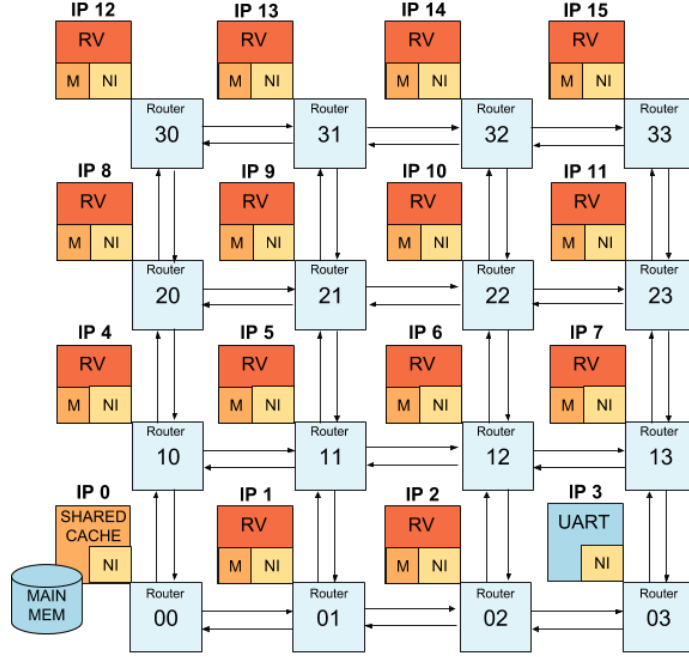 IP 12 IP 13 IP 14 IP 15
RV RV RV RV
M NI M NI M NI M NI
Router Router Router Router
30 31 32 33
IP 8 IP 9 IP 10 IP 11
RV RV RV RV
M NI M NI M NI M NI
Router Router Router Router
20 21 22 23
IP 4 IP 5 IP 6 IP 7
RV RV RV RV
M NI M NI M NI M NI
Router Router Router Router
10 11 12 13
IP 0 IP 1 IP 2 IP 3
SHARED
CACHE RV RV UART
NI M NI M NI NI
MAIN
MEM
Router Router Router Router
00 01 02 03